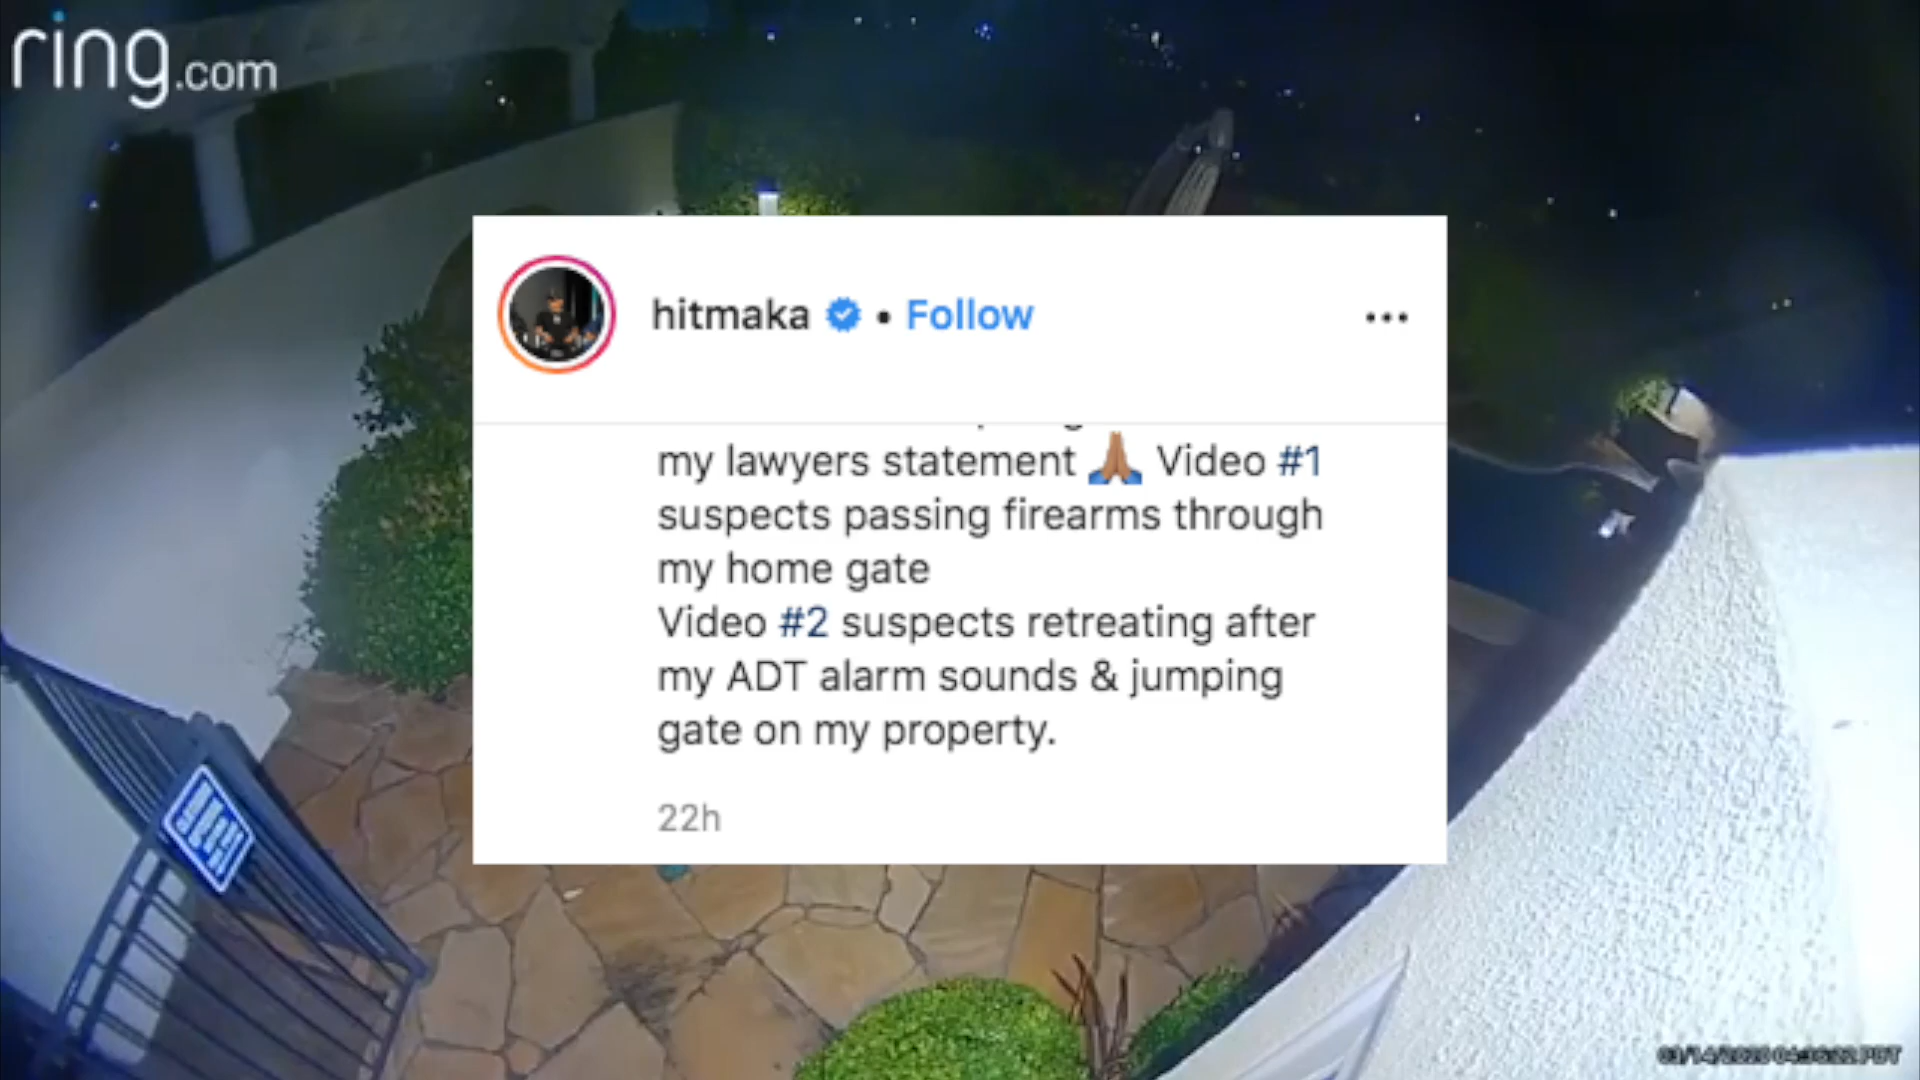 ring.com
hitmaka • Follow
my lawyers statement 🙏🏽 Video #1
suspects passing firearms through
my home gate
Video #2 suspects retreating after
my ADT alarm sounds & jumping
gate on my property.
22h